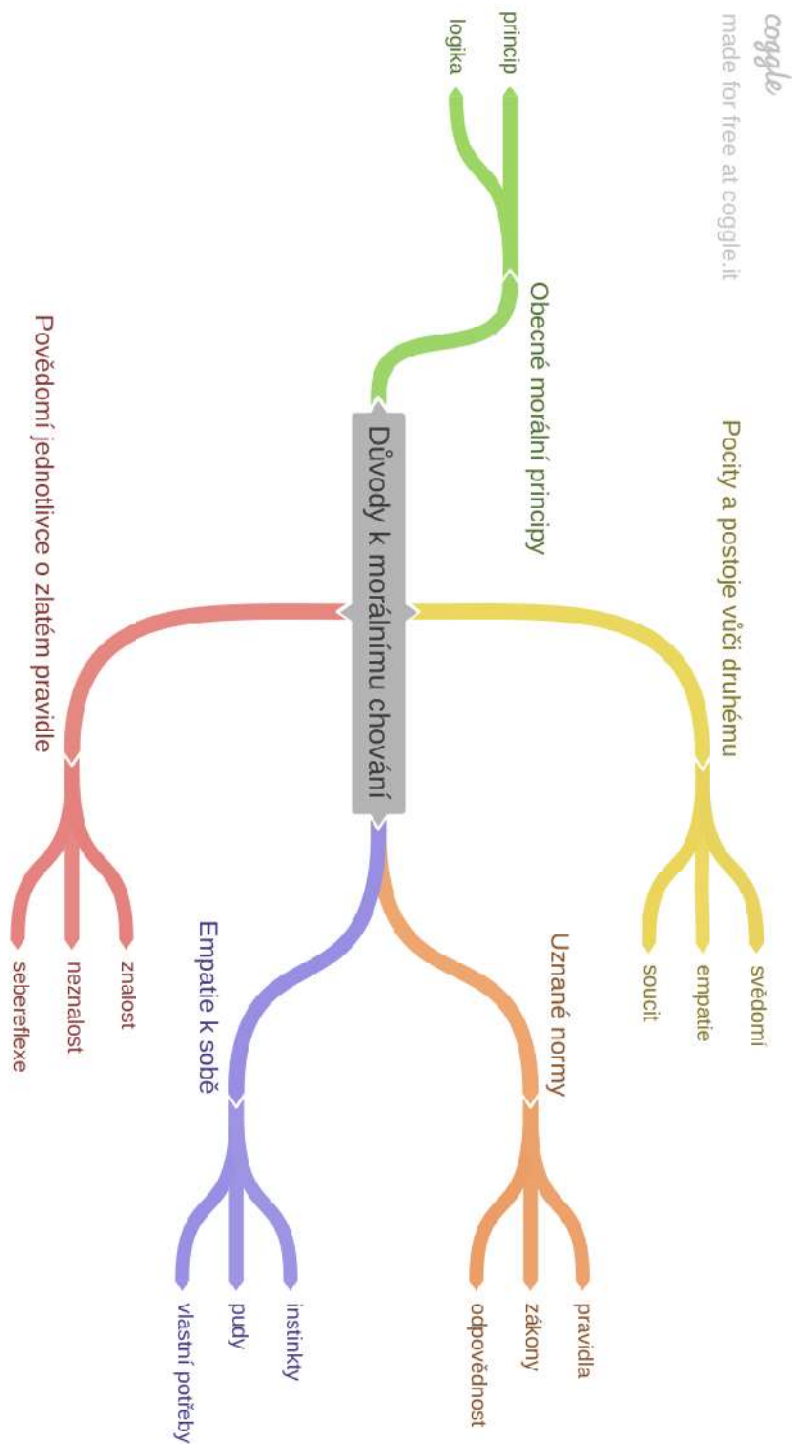 coggle
made for free at coggle.it
Pocity a postoje vůči druhému
svědomí
empatie
soucit
Obecné morální principy
princip
logika
Důvody k morálnímu chování
Uznané normy
pravidla
zákony
odpovědnost
Empatie k sobě
instinkty
pudy
vlastní potřeby
Povědomí jednotlivce o zlatém pravidle
znalost
neznalost
sebereflexe